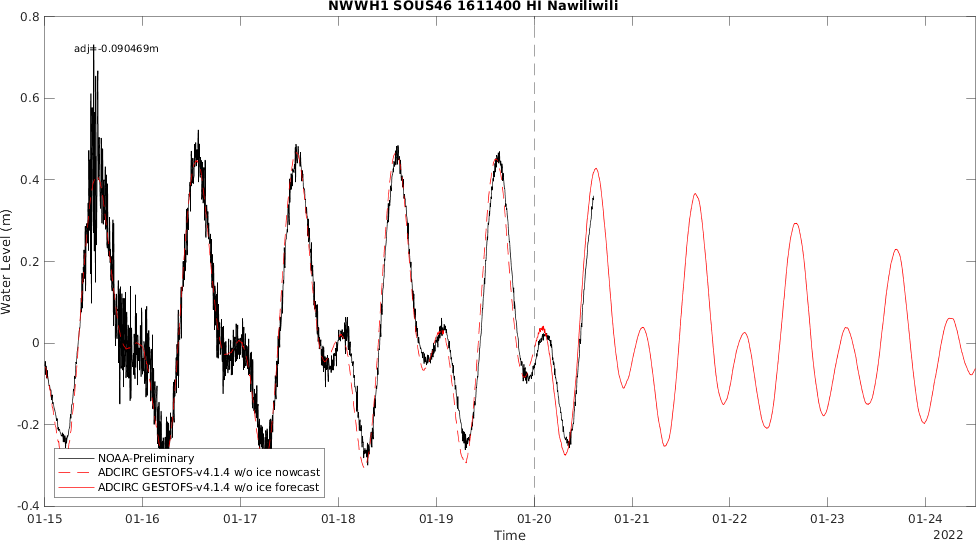 NWWH1 SOUS46 1611400 HI Nawiliwili
adj=-0.090469m
0.8
0.6
0.4
0.2
0
-0.2
-0.4
Water Level (m)
NOAA-Preliminary
ADCIRC GESTOFS-v4.1.4 w/o ice nowcast
ADCIRC GESTOFS-v4.1.4 w/o ice forecast
01-15 01-16 01-17 01-18 01-19 01-20 01-21 01-22 01-23 01-24
Time
2022